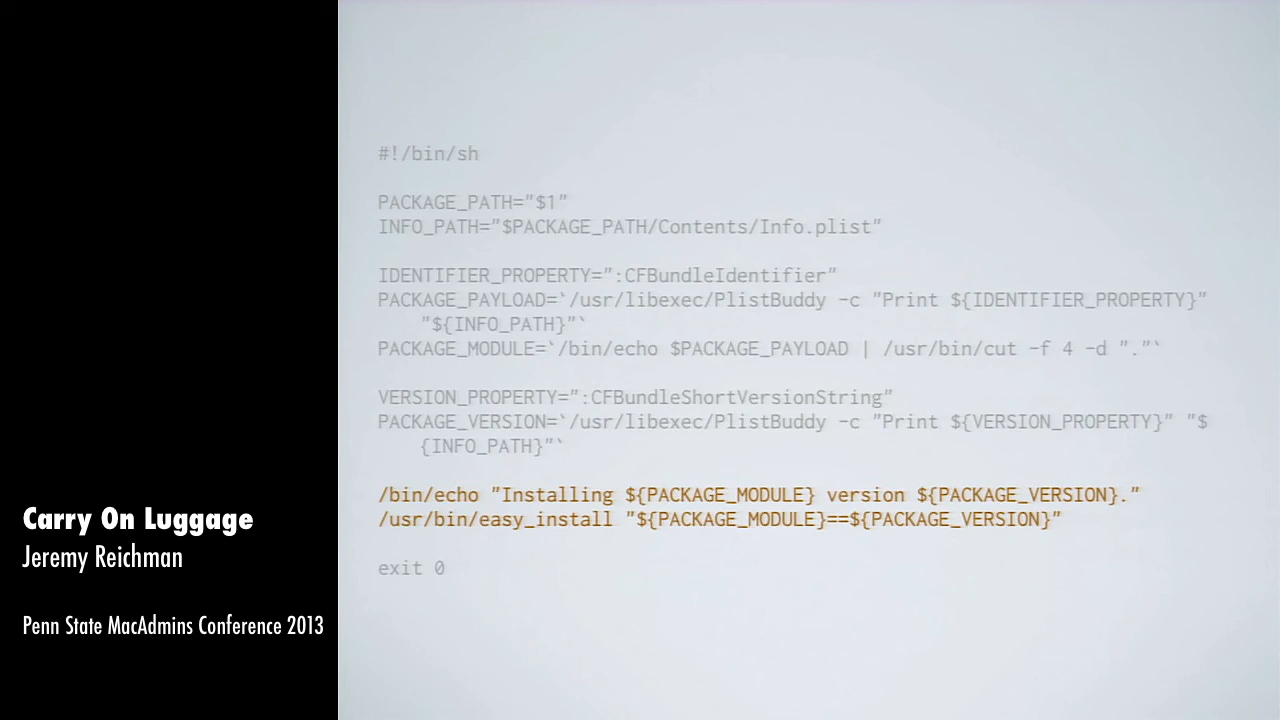 #!/bin/sh
PACKAGE_PATH="$1"
INFO_PATH="$PACKAGE_PATH/Contents/Info.plist"
IDENTIFIER_PROPERTY=":CFBundleIdentifier"
PACKAGE_PAYLOAD=`/usr/libexec/PlistBuddy -c "Print ${IDENTIFIER_PROPERTY}"
"${INFO_PATH}"`
PACKAGE_MODULE=`/bin/echo $PACKAGE_PAYLOAD | /usr/bin/cut -f 4 -d "."`
VERSION_PROPERTY=":CFBundleShortVersionString"
PACKAGE_VERSION=`/usr/libexec/PlistBuddy -c "Print ${VERSION_PROPERTY}" "$
{INFO_PATH}"`
/bin/echo "Installing ${PACKAGE_MODULE} version ${PACKAGE_VERSION}."
/usr/bin/easy_install "${PACKAGE_MODULE}==${PACKAGE_VERSION}"
exit 0
Carry On Luggage
Jeremy Reichman
Penn State MacAdmins Conference 2013